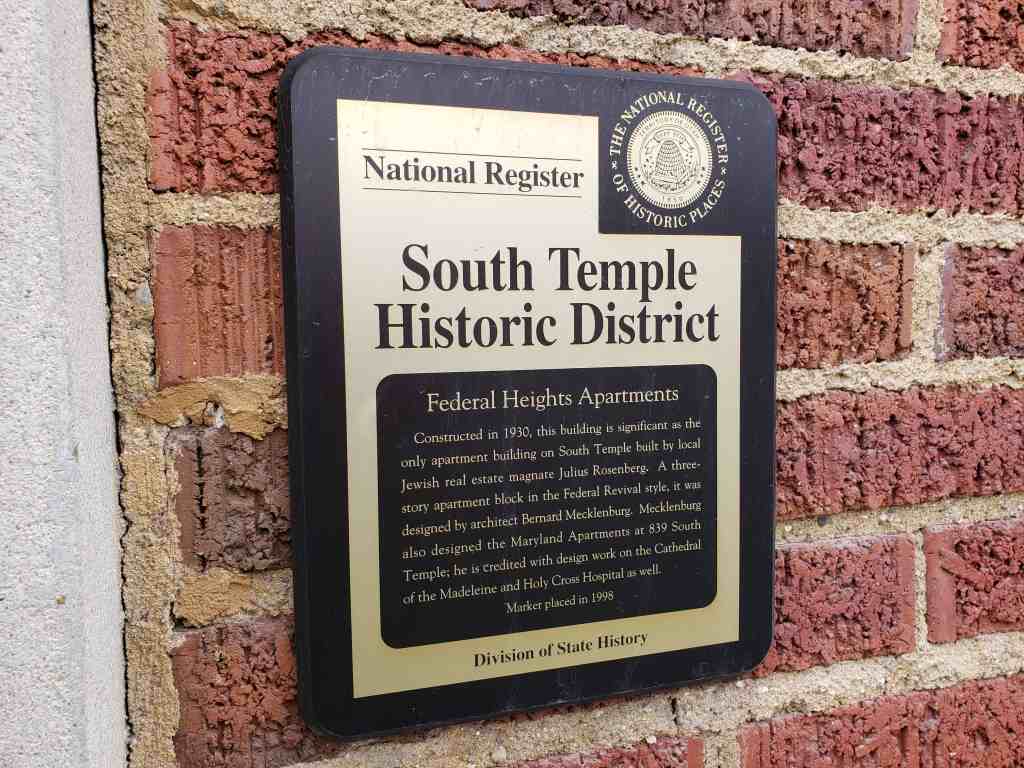 National Register
THE NATIONAL REGISTER
OF HISTORIC PLACES
South Temple
Historic District
Federal Heights Apartments
Constructed in 1930, this building is significant as the
only apartment building on South Temple built by local
Jewish real estate magnate Julius Rosenberg. A three-
story apartment block in the Federal Revival style, it was
designed by architect Bernard Mecklenburg. Mecklenburg
also designed the Maryland Apartments at 839 South
Temple; he is credited with design work on the Cathedral
of the Madeleine and Holy Cross Hospital as well.
Marker placed in 1998
Division of State History